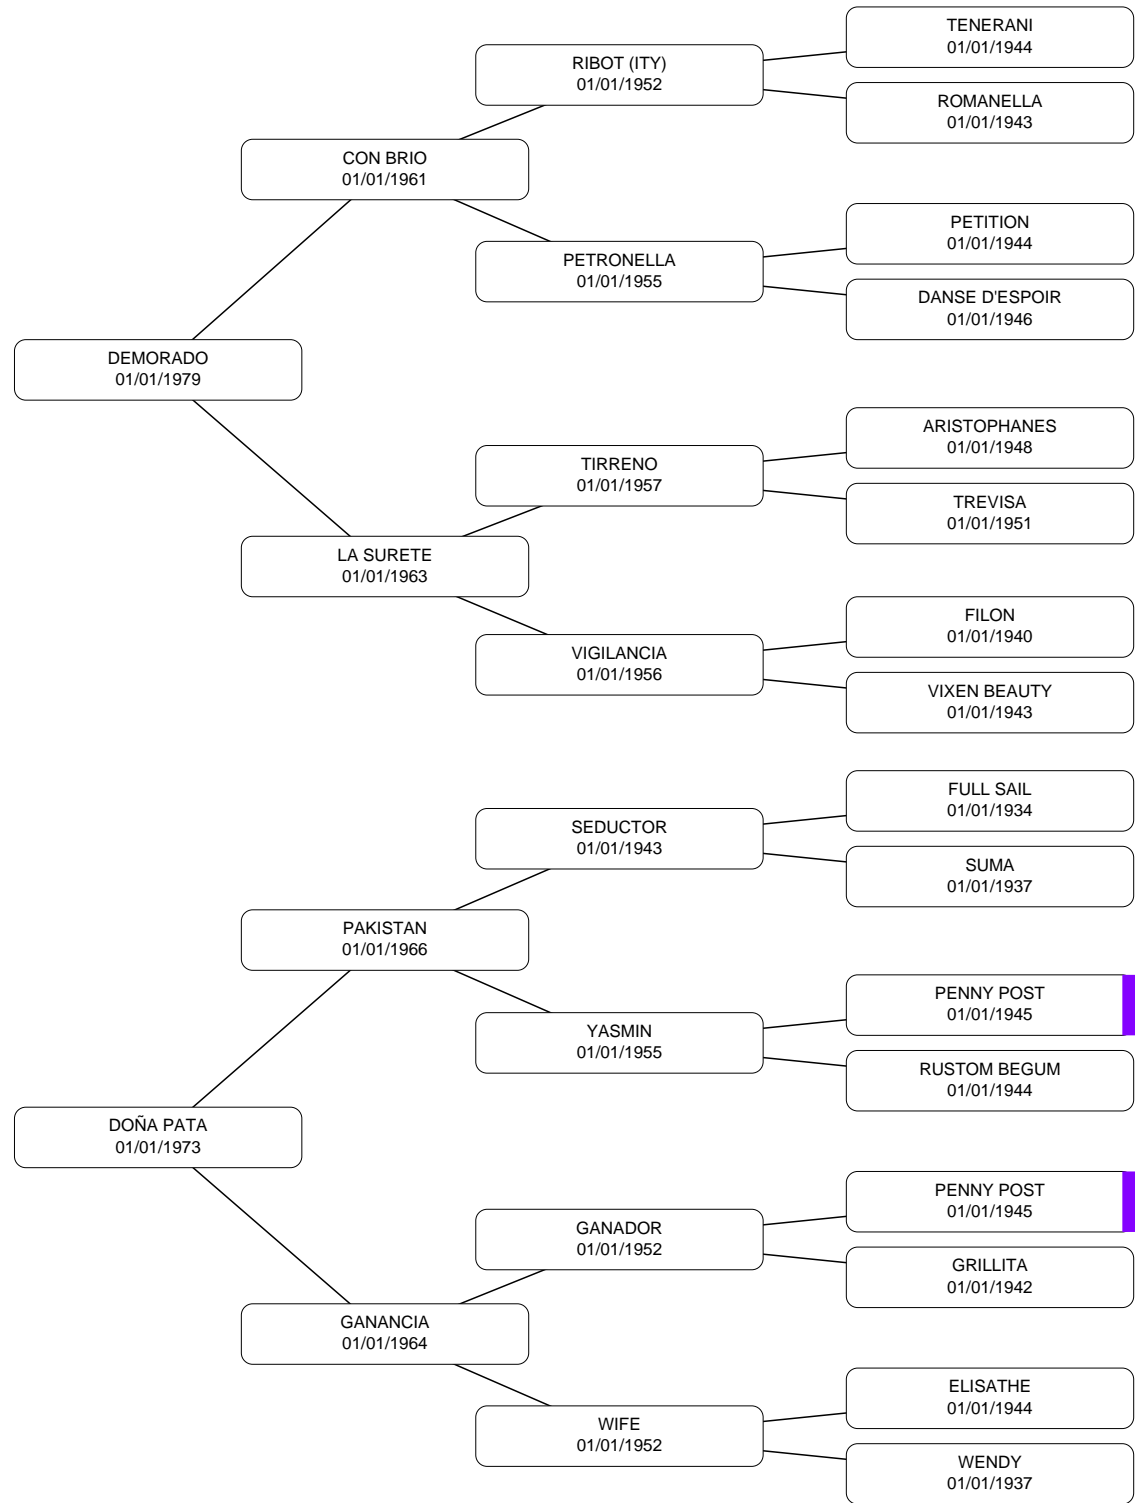 TENERANI
01/01/1944
RIBOT (ITY)
01/01/1952
ROMANELLA
01/01/1943
CON BRIO
01/01/1961
PETITION
01/01/1944
PETRONELLA
01/01/1955
DANSE D'ESPOIR
01/01/1946
DEMORADO
01/01/1979
ARISTOPHANES
01/01/1948
TIRRENO
01/01/1957
TREVISA
01/01/1951
LA SURETE
01/01/1963
FILON
01/01/1940
VIGILANCIA
01/01/1956
VIXEN BEAUTY
01/01/1943
FULL SAIL
01/01/1934
SEDUCTOR
01/01/1943
SUMA
01/01/1937
PAKISTAN
01/01/1966
PENNY POST
01/01/1945
YASMIN
01/01/1955
RUSTOM BEGUM
01/01/1944
DOÑA PATA
01/01/1973
PENNY POST
01/01/1945
GANADOR
01/01/1952
GRILLITA
01/01/1942
GANANCIA
01/01/1964
ELISATHE
01/01/1944
WIFE
01/01/1952
WENDY
01/01/1937